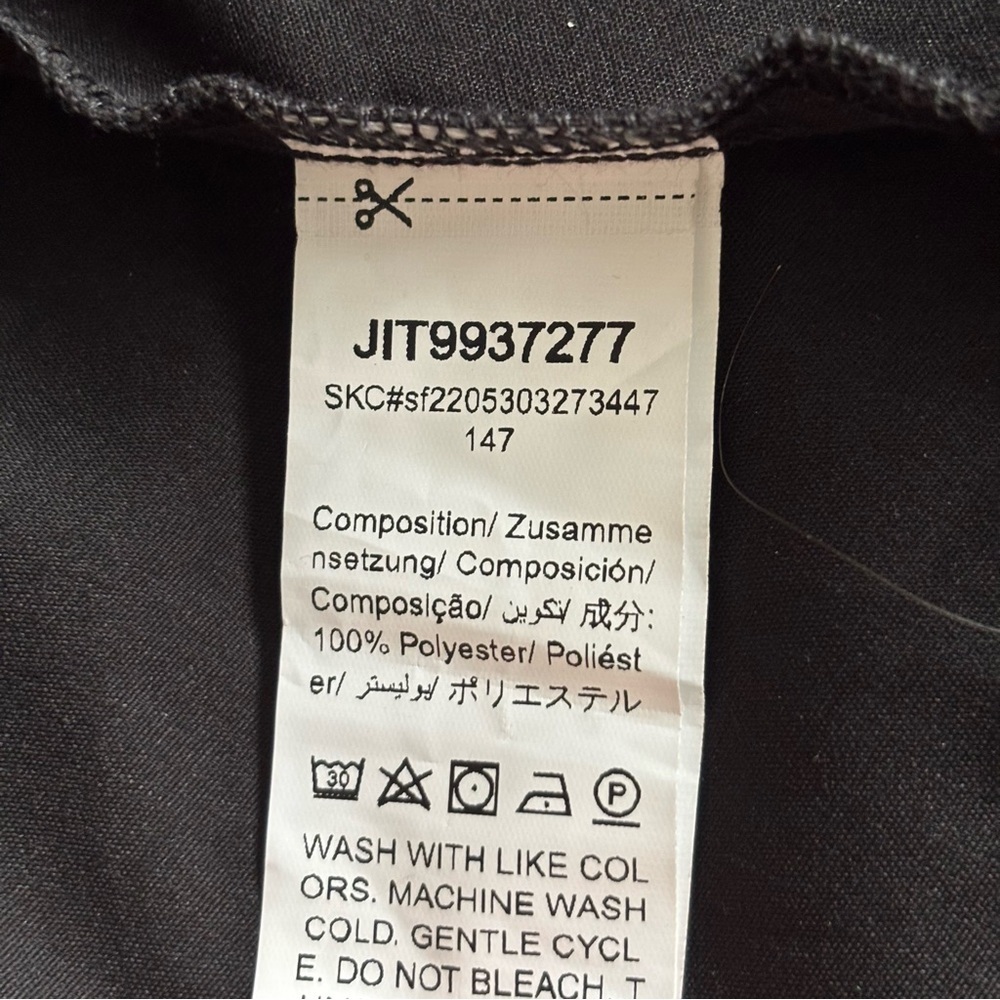 JIT9937277
SKC#sf2205303273447
147
Composition/ Zusamme
nsetzung/ Composición/
Composição/ تكوين/ 成分:
100% Polyester/ Poliést
er/ بوليستر/ ポリエステル
30
P
WASH WITH LIKE COL
ORS. MACHINE WASH
COLD. GENTLE CYCL
E. DO NOT BLEACH. T